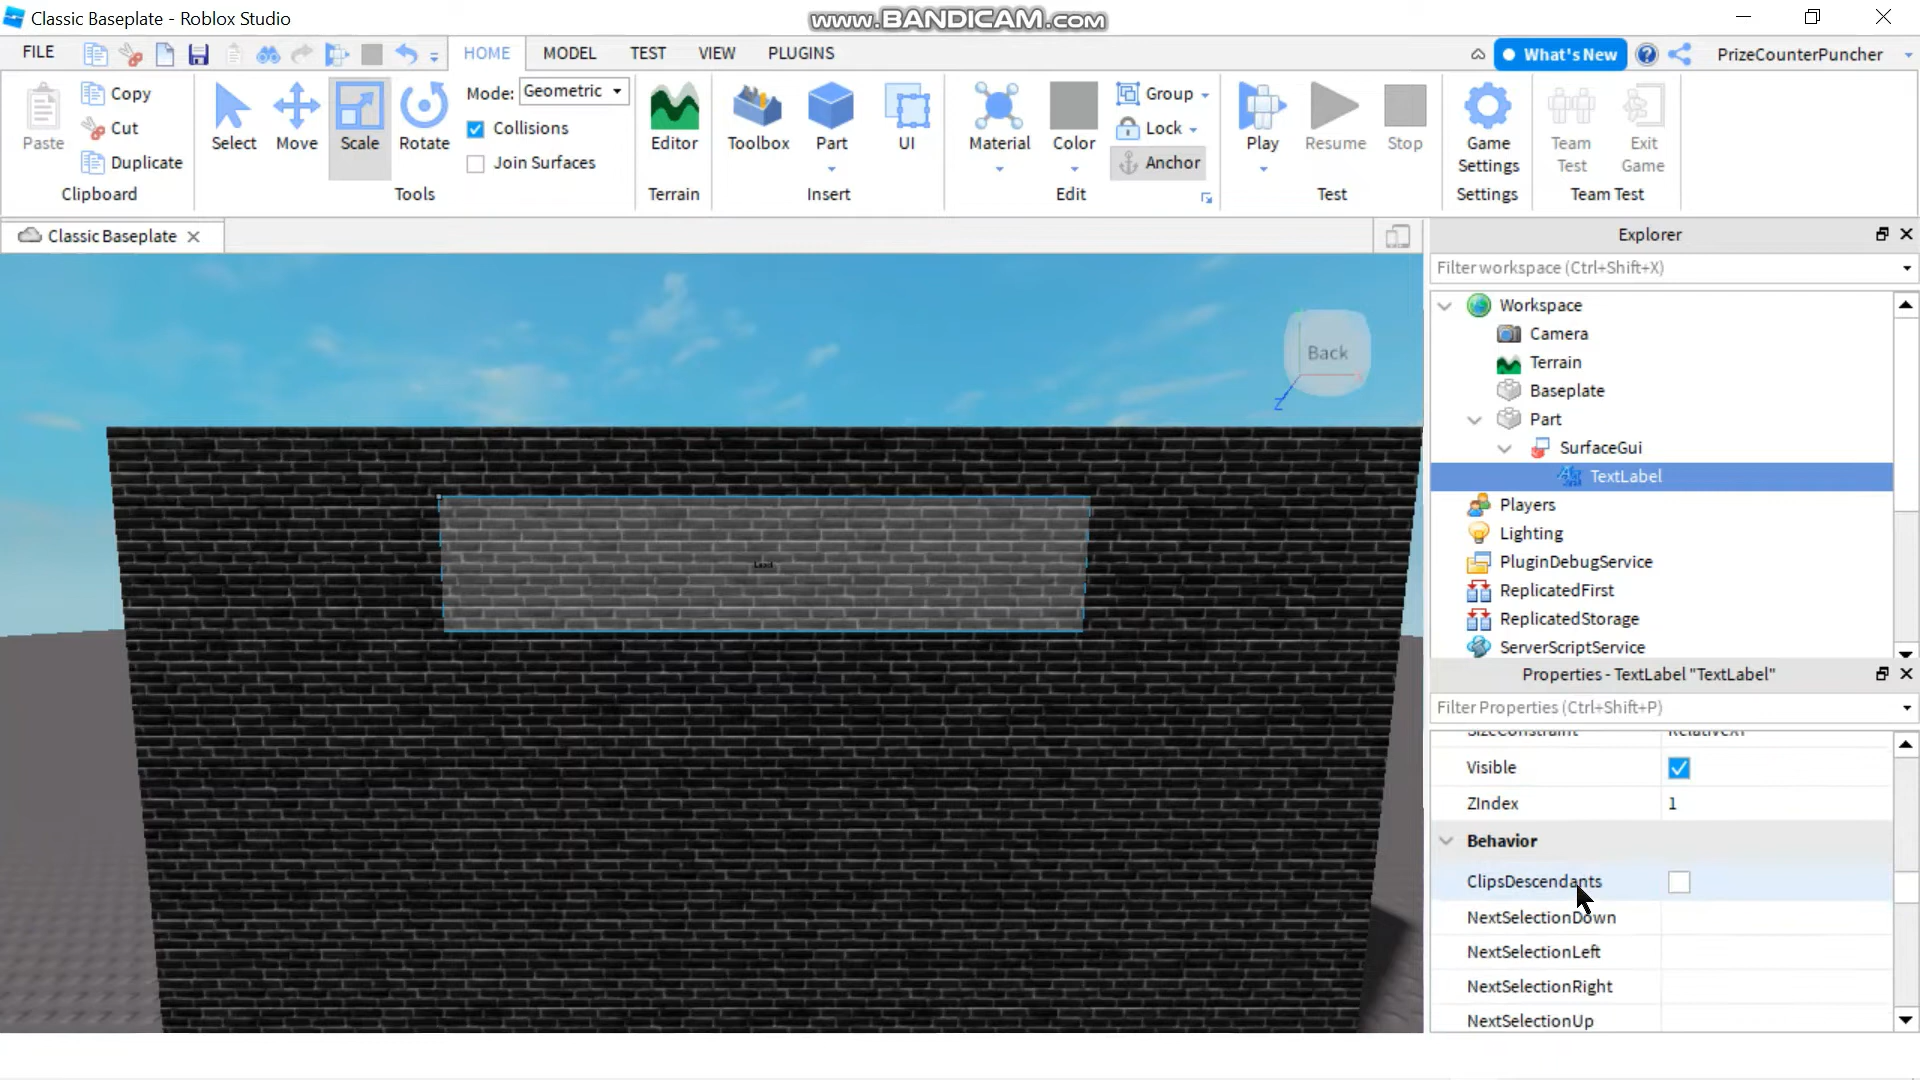 Classic Baseplate - Roblox Studio
www.BANDICAM.com
FILE
HOME
MODEL
TEST
VIEW
PLUGINS
What's New
PrizeCounterPuncher
Paste
Copy
Cut
Duplicate
Clipboard
Select
Move
Scale
Rotate
Mode: Geometric
Collisions
Join Surfaces
Tools
Editor
Terrain
Toolbox
Part
UI
Insert
Material
Color
Group
Lock
Anchor
Edit
Play
Resume
Stop
Test
Game
Settings
Settings
Team
Test
Exit
Game
Team Test
Classic Baseplate
Back
Z
Explorer
Filter workspace (Ctrl+Shift+X)
Workspace
Camera
Terrain
Baseplate
Part
SurfaceGui
TextLabel
Players
Lighting
PluginDebugService
ReplicatedFirst
ReplicatedStorage
ServerScriptService
Properties - TextLabel "TextLabel"
Filter Properties (Ctrl+Shift+P)
SizeConstraint RelativeXY
Visible
ZIndex 1
Behavior
ClipsDescendants
NextSelectionDown
NextSelectionLeft
NextSelectionRight
NextSelectionUp